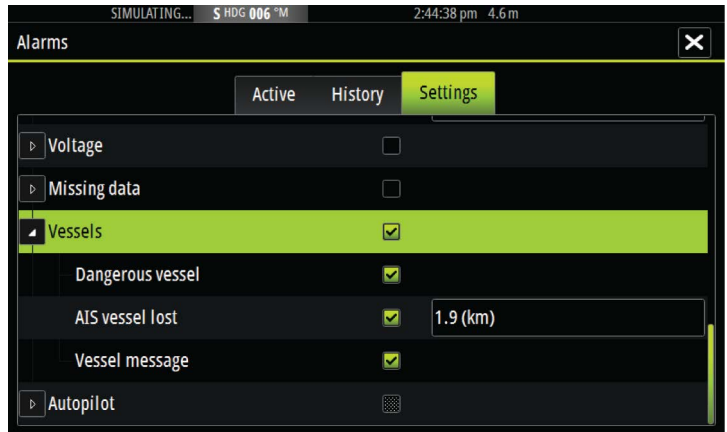 SIMULATING... S HDG 006 °M 2:44:38 pm 4.6 m
Alarms
Active History Settings
Voltage
Missing data
Vessels
Dangerous vessel
AIS vessel lost 1.9 (km)
Vessel message
Autopilot